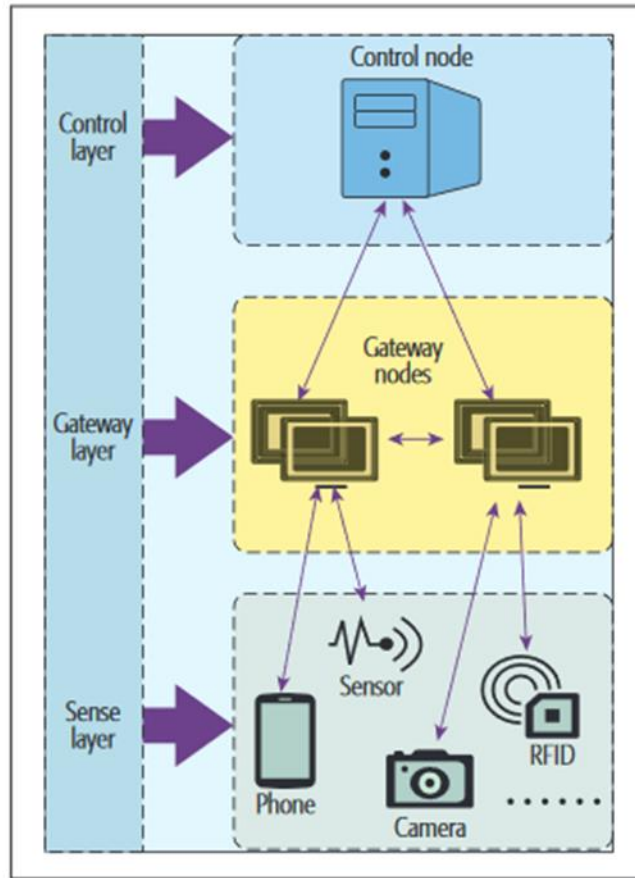 Control node
Control
layer
Gateway
nodes
Gateway
layer
Sensor
Sense
layer
Phone
Camera
RFID
......